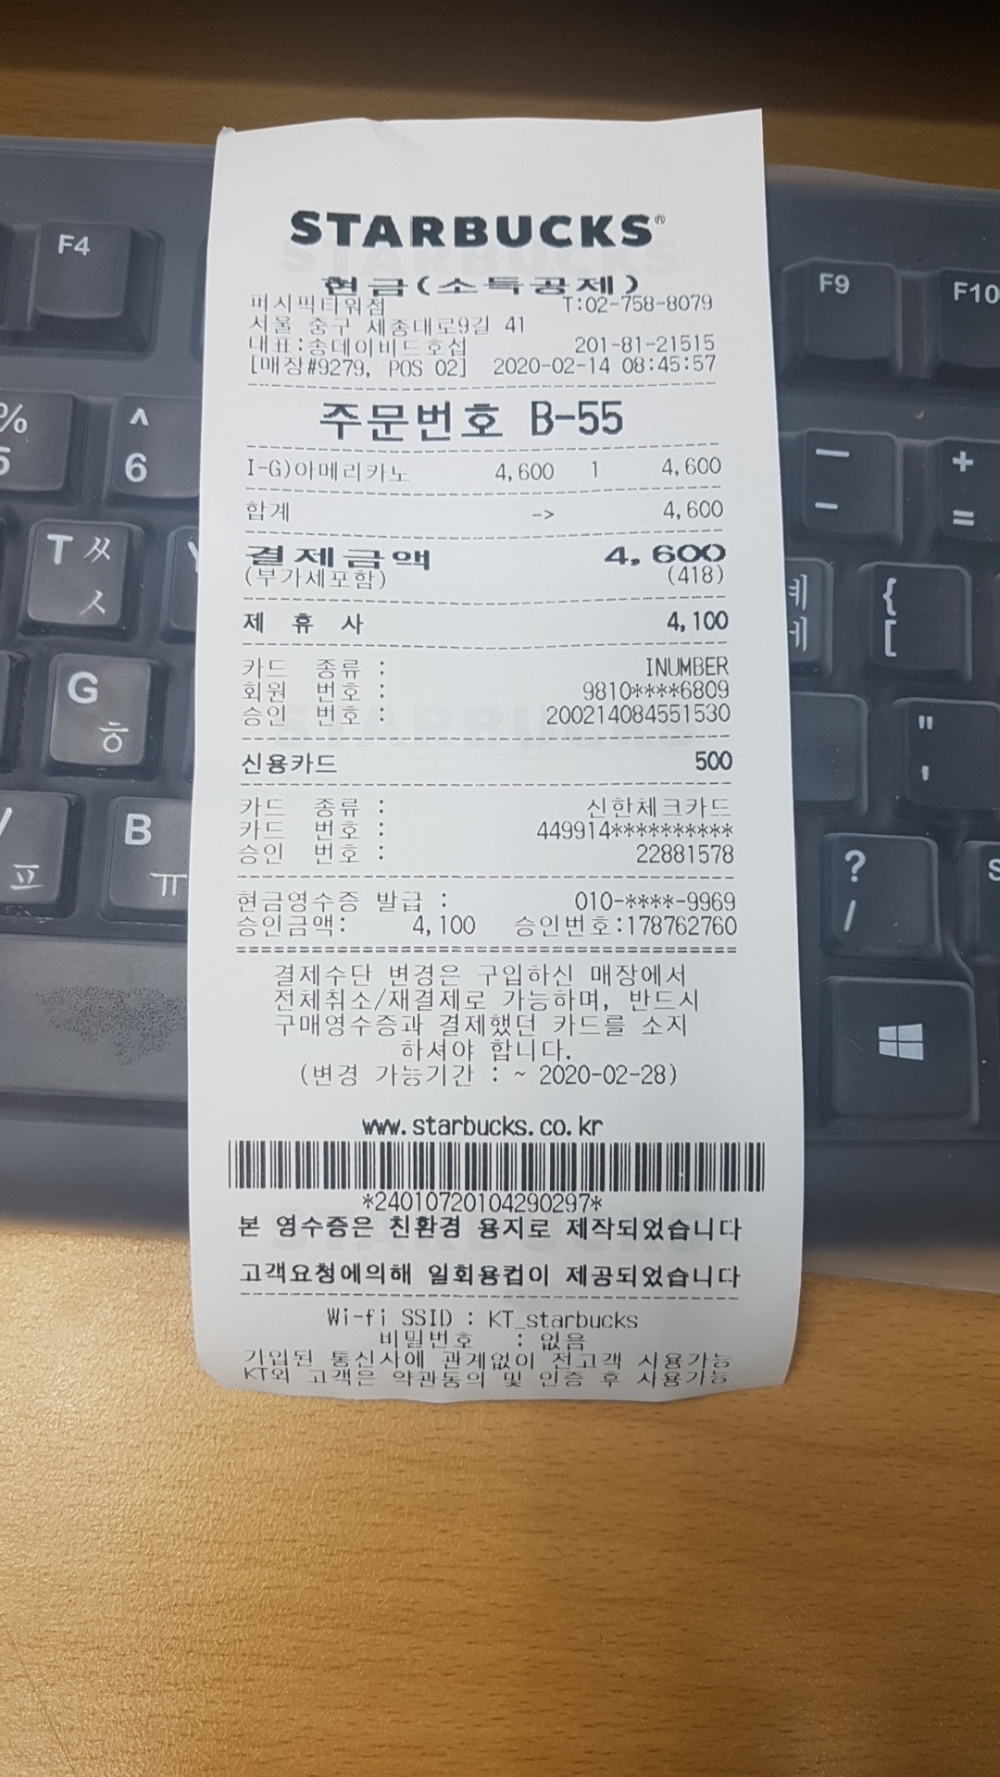 STARBUCKS®
현금(소득공제)
퍼시픽타워점 T:02-758-8079
서울 중구 세종대로9길 41
대표:송데이비드호섭 201-81-21515
[매장#9279, POS 02] 2020-02-14 08:45:57
주문번호 B-55
I-G)아메리카노 4,600 1 4,600
합계 -> 4,600
결제금액 4,600
(부가세포함) (418)
제 휴 사 4,100
카드 종류 : INUMBER
회원 번호 : 9810****6809
승인 번호 : 200214084551530
신용카드 500
카드 종류 : 신한체크카드
카드 번호 : 449914**********
승인 번호 : 22881578
현금영수증 발급 : 010-****-9969
승인금액: 4,100 승인번호:178762760
결제수단 변경은 구입하신 매장에서
전체취소/재결제로 가능하며, 반드시
구매영수증과 결제했던 카드를 소지
하셔야 합니다.
(변경 가능기간 : ~ 2020-02-28)
www.starbucks.co.kr
*24010720104290297*
본 영수증은 친환경 용지로 제작되었습니다
고객요청에의해 일회용컵이 제공되었습니다
Wi-fi SSID : KT_starbucks
비밀번호 : 없음
가입된 통신사에 관계없이 전고객 사용가능
KT외 고객은 약관동의 및 인증 후 사용가능
F4
F9
F10
%
5
^
6
—
-
+
=
T ㅆ
ㅅ
ㅖ
ㅔ
{
[
G
ㅎ
"
'
/
ㅍ
B
ㅠ
?
/
S